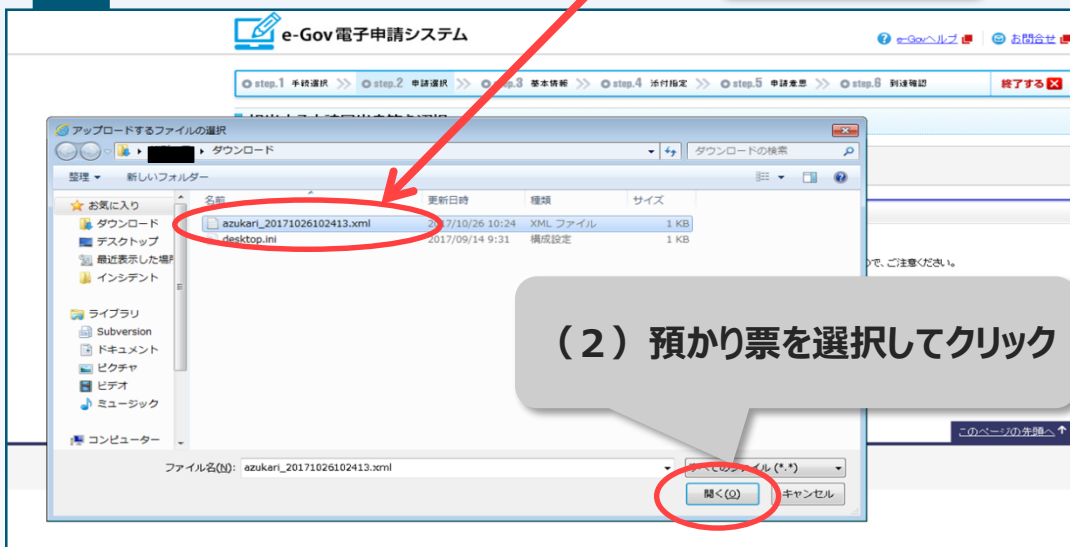 e-Gov電子申請システム
e-Govヘルプ
お問合せ
step.1 手続選択
step.2 申請選択
step.3 基本情報
step.4 添付指定
step.5 申請意思
step.6 到達確認
終了する
アップロードするファイルの選択
ダウンロード
ダウンロードの検索
整理
新しいフォルダー
名前 更新日時 種類 サイズ
azukari_20171026102413.xml 2017/10/26 10:24 XML ファイル 1 KB
desktop.ini 2017/09/14 9:31 構成設定 1 KB
お気に入り
ダウンロード
デスクトップ
最近表示した場所
インシデント
ライブラリ
Subversion
ドキュメント
ピクチャ
ビデオ
ミュージック
コンピューター
で、ご注意ください。
(2)預かり票を選択してクリック
このページの先頭へ
ファイル名(N): azukari_20171026102413.xml
すべてのファイル (*.*)
開く(O)
キャンセル